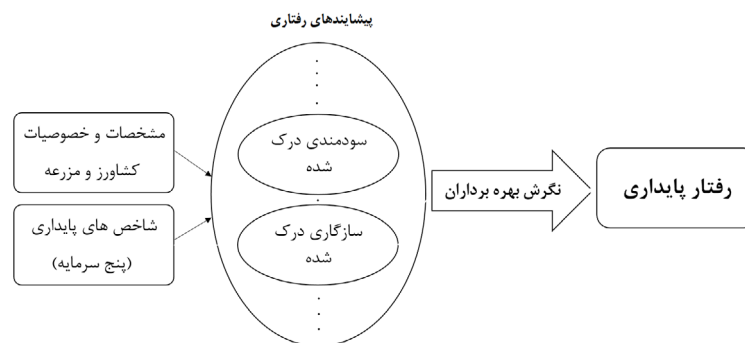 پیشایندهای رفتاری
مشخصات و خصوصیات
کشاورز و مزرعه
شاخص های پایداری
(پنج سرمایه)
سودمندی درک
شده
سازگاری درک
شده
نگرش بهره برداران
رفتار پایداری